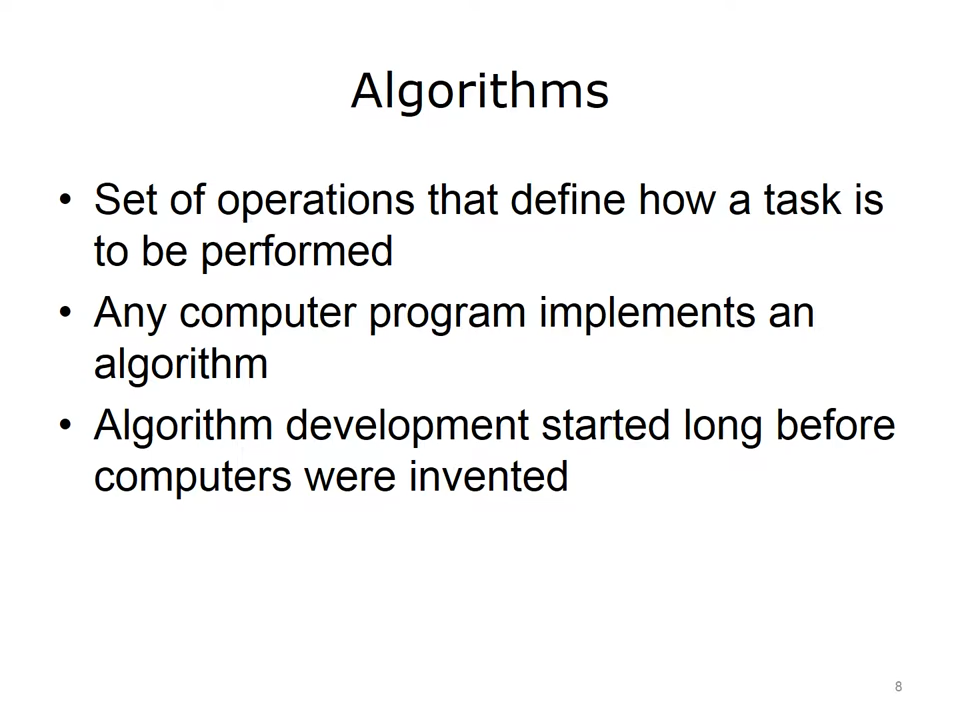 Algorithms
• Set of operations that define how a task is
to be performed
• Any computer program implements an
algorithm
• Algorithm development started long before
computers were invented
8